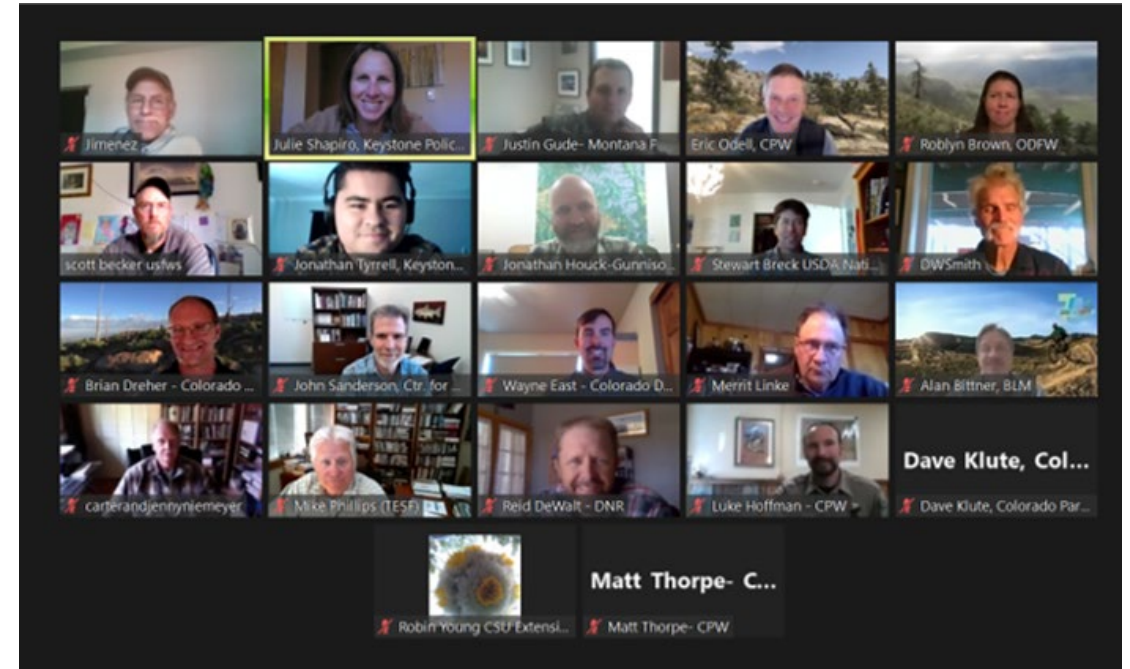 Jimenez
Julie Shapiro, Keystone Polic...
Justin Gude- Montana F...
Eric Odell, CPW
Roblyn Brown, ODFW
scott becker usfws
Jonathan Tyrrell, Keyston...
Jonathan Houck-Gunniso...
Stewart Breck USDA Nati...
DWSmith
Brian Dreher - Colorado ...
John Sanderson, Ctr. for ...
Wayne East - Colorado D...
Merrit Linke
Alan Bittner, BLM
carterandjennyniemeyer
Mike Phillips (TESF)
Reid DeWalt - DNR
Luke Hoffman - CPW
Dave Klute, Col...
Dave Klute, Colorado Par...
Robin Young CSU Extensi...
Matt Thorpe- C...
Matt Thorpe- CPW